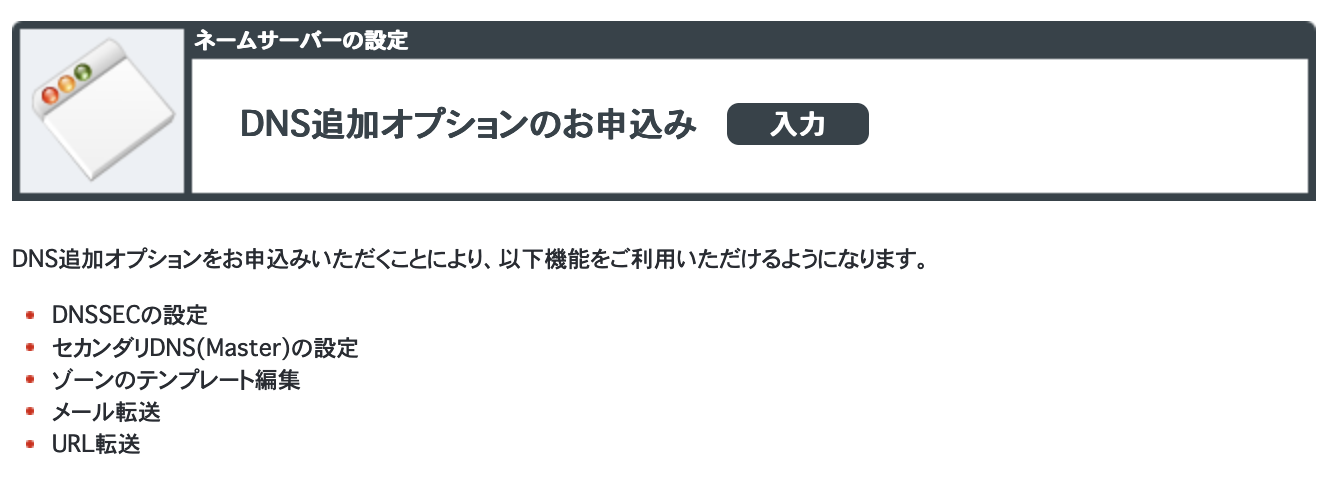 ネームサーバーの設定
DNS追加オプションのお申込み 入力
DNS追加オプションをお申込みいただくことにより、以下機能をご利用いただけるようになります。
DNSSECの設定
セカンダリDNS(Master)の設定
ゾーンのテンプレート編集
メール転送
URL転送